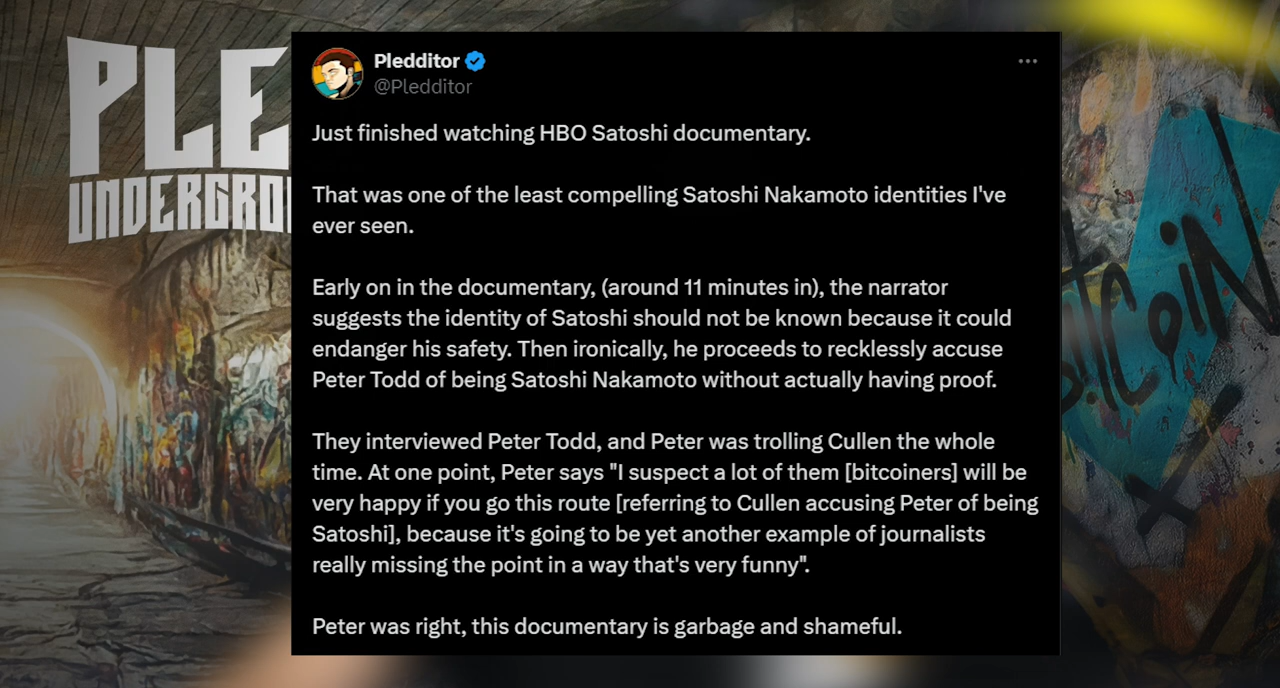 PLE
UNDERGRO
Pledditor
@Pledditor
Just finished watching HBO Satoshi documentary.
That was one of the least compelling Satoshi Nakamoto identities I've
ever seen.
Early on in the documentary, (around 11 minutes in), the narrator
suggests the identity of Satoshi should not be known because it could
endanger his safety. Then ironically, he proceeds to recklessly accuse
Peter Todd of being Satoshi Nakamoto without actually having proof.
They interviewed Peter Todd, and Peter was trolling Cullen the whole
time. At one point, Peter says "I suspect a lot of them [bitcoiners] will be
very happy if you go this route [referring to Cullen accusing Peter of being
Satoshi], because it's going to be yet another example of journalists
really missing the point in a way that's very funny".
Peter was right, this documentary is garbage and shameful.
BitCoiN